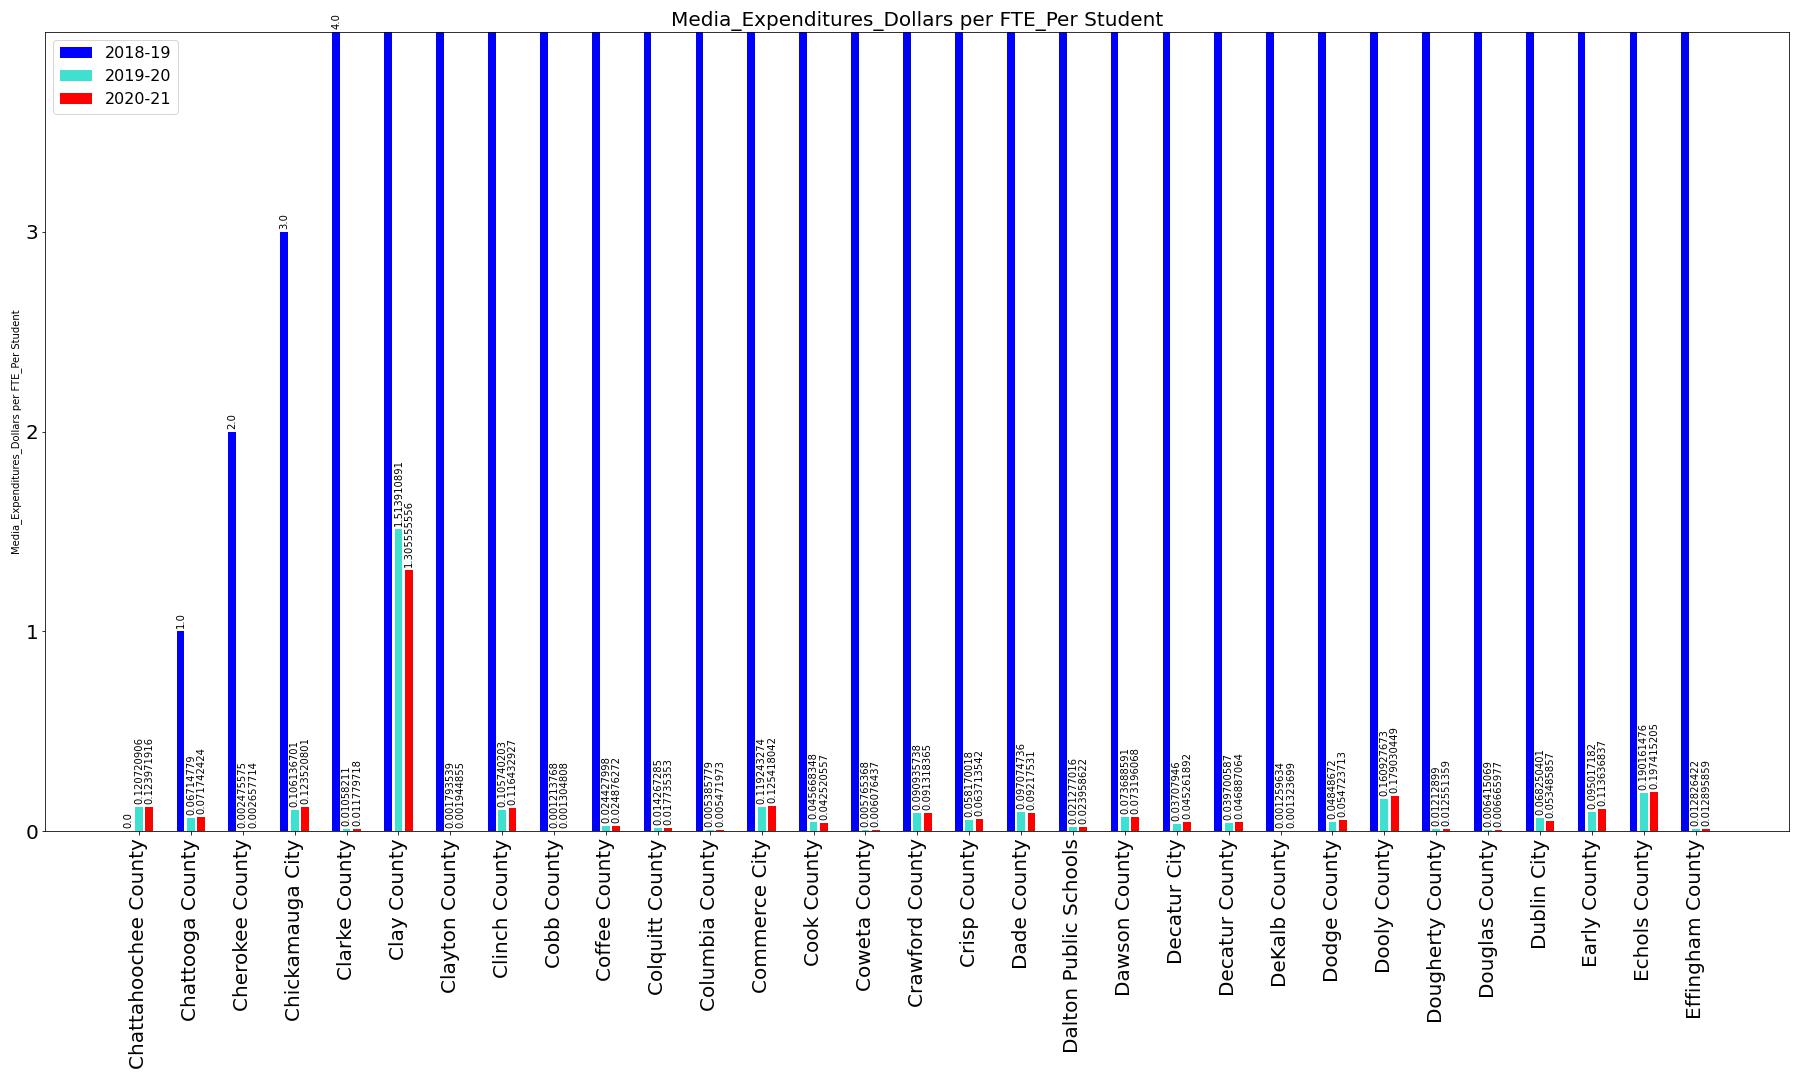 Media_Expenditures_Dollars per FTE_Per Student
2018-19
2019-20
2020-21
Media_Expenditures_Dollars per FTE_Per Student
3
2
1
0
0.0
0.120720906
0.123971916
1.0
0.06714779
0.071742424
2.0
0.002475575
0.002657714
3.0
0.106136701
0.123520801
4.0
0.01058211
0.011779718
1.513910891
1.305555556
0.001793539
0.001944855
0.105740203
0.116432927
0.001213768
0.001304808
0.024427998
0.024876272
0.014267285
0.017735353
0.005385779
0.005471973
0.119243274
0.125418042
0.045668348
0.042520557
0.005765368
0.006076437
0.090935738
0.091318365
0.058170018
0.063713542
0.097074736
0.092177531
0.021277016
0.023958622
0.073688591
0.073196068
0.03707946
0.045261892
0.039700587
0.046887064
0.001259634
0.001323699
0.04848672
0.054723713
0.160927673
0.179030449
0.01212899
0.012551359
0.006415069
0.006665977
0.068250401
0.053485857
0.095017182
0.113636837
0.190161476
0.197415205
0.012826422
0.012895859
Chattahoochee County
Chattooga County
Cherokee County
Chickamauga City
Clarke County
Clay County
Clayton County
Clinch County
Cobb County
Coffee County
Colquitt County
Columbia County
Commerce City
Cook County
Coweta County
Crawford County
Crisp County
Dade County
Dalton Public Schools
Dawson County
Decatur City
Decatur County
DeKalb County
Dodge County
Dooly County
Dougherty County
Douglas County
Dublin City
Early County
Echols County
Effingham County